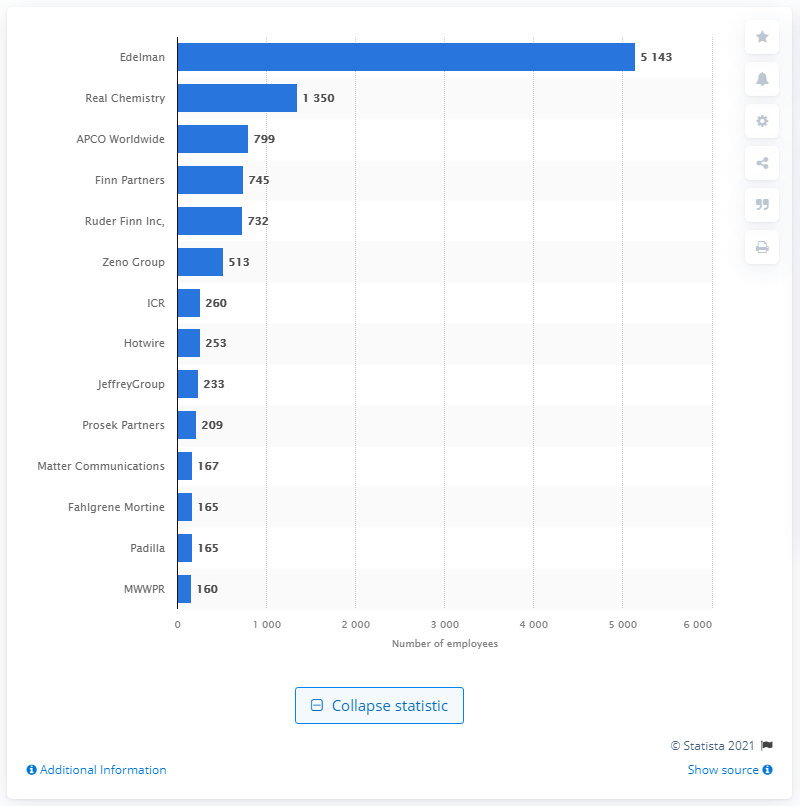 Edelman 5 143
Real Chemistry 1 350
APCO Worldwide 799
Finn Partners 745
Ruder Finn Inc, 732
Zeno Group 513
ICR 260
Hotwire 253
JeffreyGroup 233
Prosek Partners 209
Matter Communications 167
Fahlgrene Mortine 165
Padilla 165
MWWPR 160
0 1 000 2 000 3 000 4 000 5 000 6 000
Number of employees
Collapse statistic
© Statista 2021
Additional Information Show source